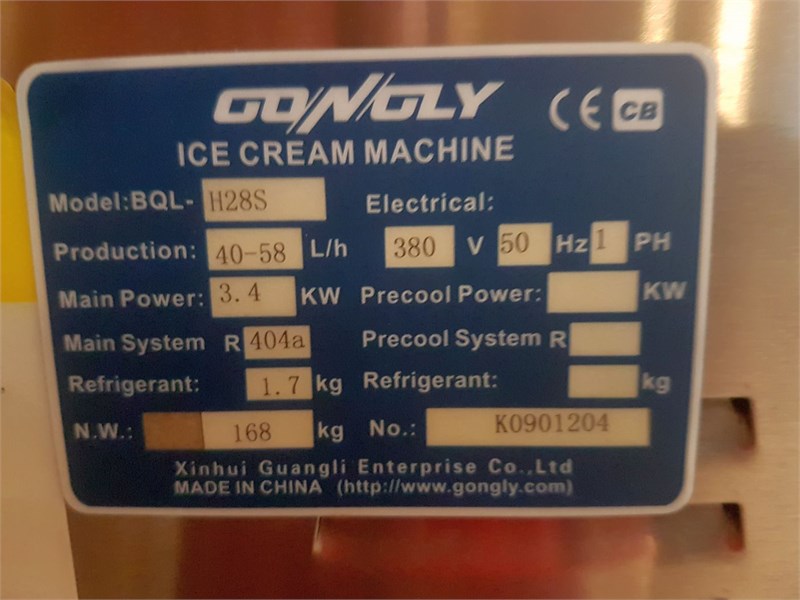 GONGLY CE CB
ICE CREAM MACHINE
Model:BQL- H28S Electrical:
Production: 40-58 L/h 380 V 50 Hz 1 PH
Main Power: 3.4 KW Precool Power: KW
Main System R 404a Precool System R
Refrigerant: 1.7 kg Refrigerant: kg
N.W.: 168 kg No.: K0901204
Xinhui Guangli Enterprise Co.,Ltd
MADE IN CHINA (http://www.gongly.com)